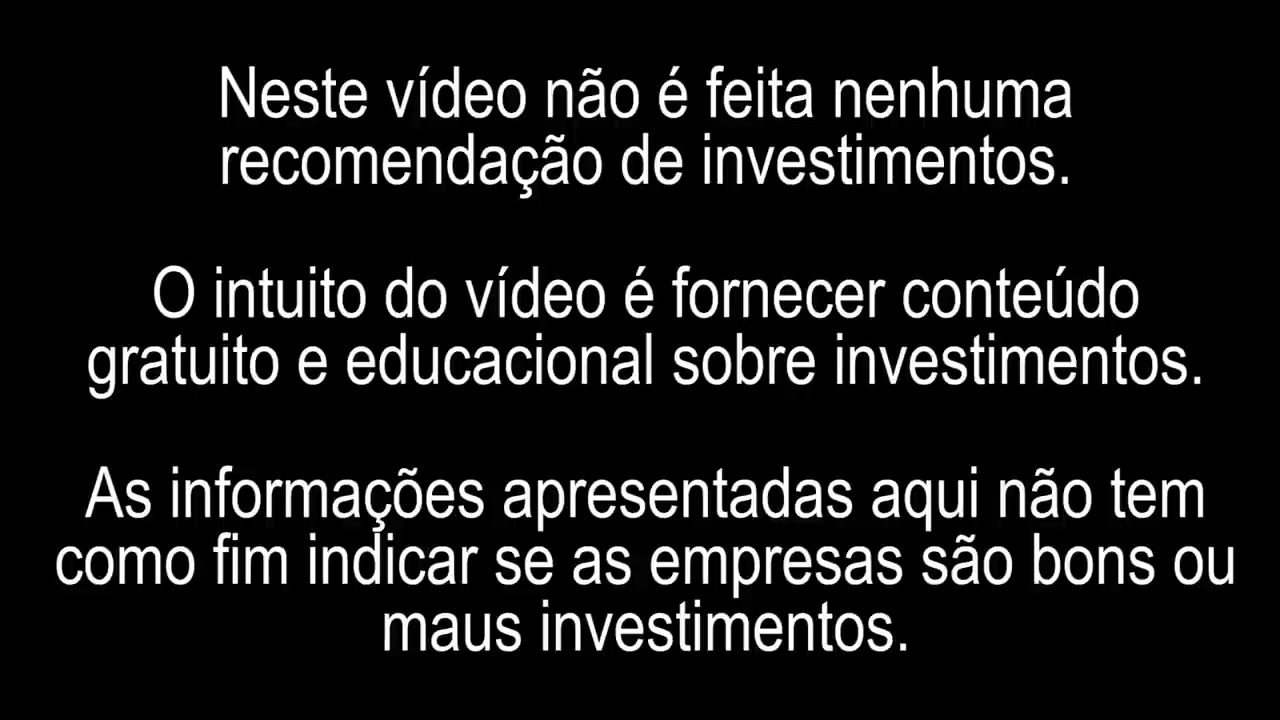 Neste vídeo não é feita nenhuma
recomendação de investimentos.
O intuito do vídeo é fornecer conteúdo
gratuito e educacional sobre investimentos.
As informações apresentadas aqui não tem
como fim indicar se as empresas são bons ou
maus investimentos.